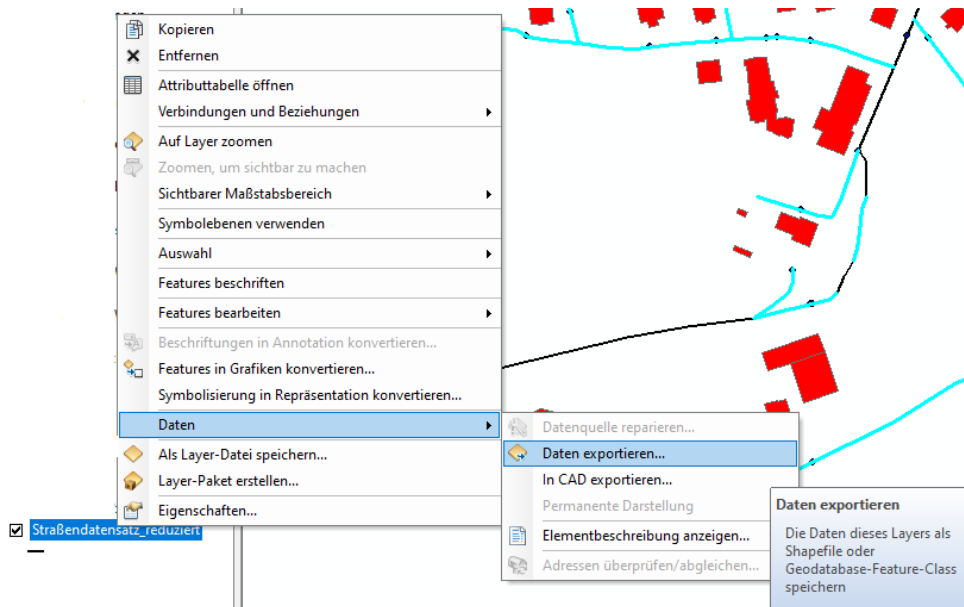 Kopieren
Entfernen
Attributtabelle öffnen
Verbindungen und Beziehungen
Auf Layer zoomen
Zoomen, um sichtbar zu machen
Sichtbarer Maßstabsbereich
Symbolebenen verwenden
Auswahl
Features beschriften
Features bearbeiten
Beschriftungen in Annotation konvertieren...
Features in Grafiken konvertieren...
Symbolisierung in Repräsentation konvertieren...
Daten
Als Layer-Datei speichern...
Layer-Paket erstellen...
Eigenschaften...
Datenquelle reparieren...
Daten exportieren...
In CAD exportieren...
Permanente Darstellung
Elementbeschreibung anzeigen...
Adressen überprüfen/abgleichen...
Daten exportieren
Die Daten dieses Layers als
Shapefile oder
Geodatabase-Feature-Class
speichern
Straßendatensatz_reduziert